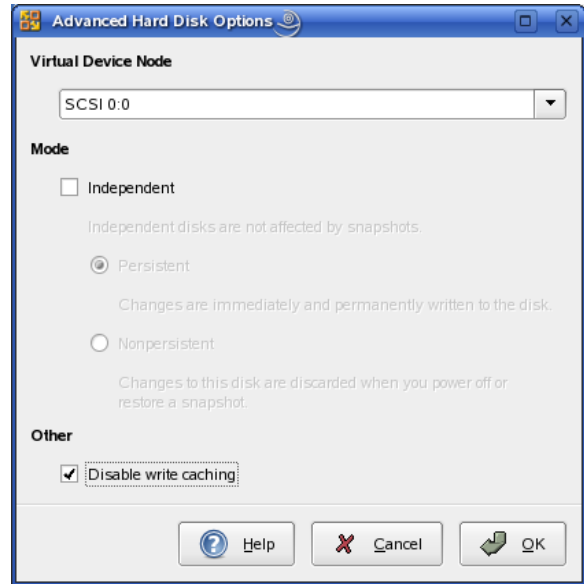 Advanced Hard Disk Options
Virtual Device Node
SCSI 0:0
Mode
Independent
Independent disks are not affected by snapshots.
Persistent
Changes are immediately and permanently written to the disk.
Nonpersistent
Changes to this disk are discarded when you power off or
restore a snapshot.
Other
Disable write caching
Help
Cancel
OK